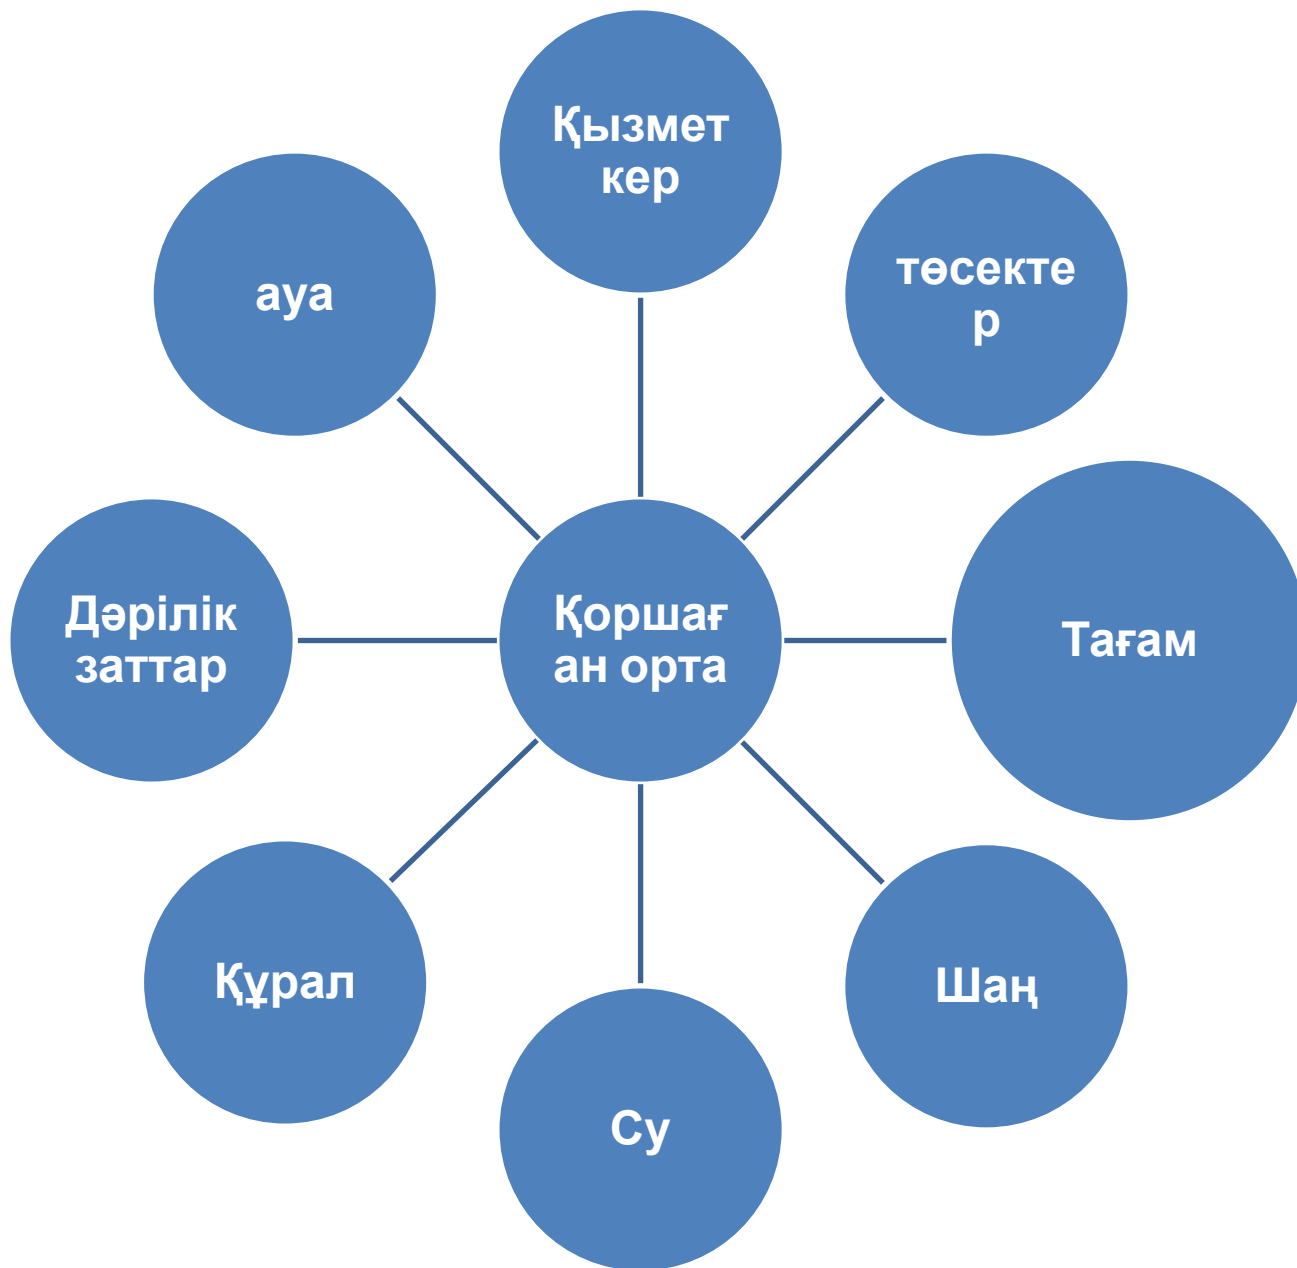 Қызмет
кер
төсекте
р
ауа
Дәрілік
заттар
Қоршағ
ан орта
Тағам
Құрал
Шаң
Су